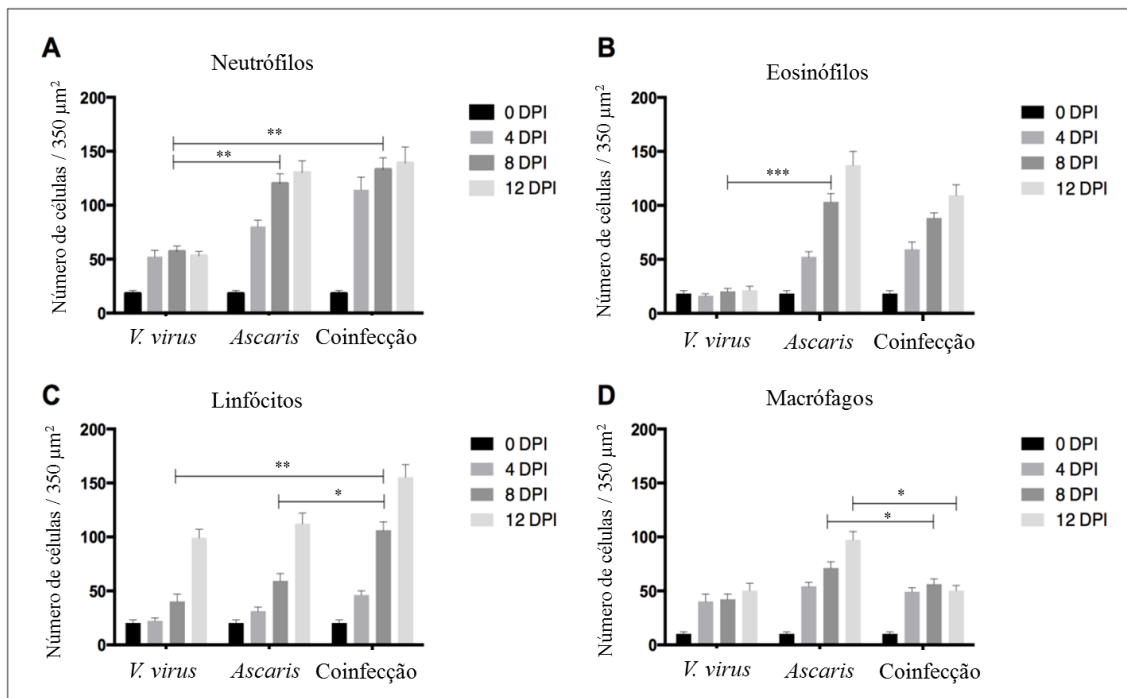 A
Neutrófilos
Número de células / 350 µm²
200
150
100
50
0
**
**
V. virus Ascaris Coinfecção
0 DPI
4 DPI
8 DPI
12 DPI
B
Eosinófilos
Número de células / 350 µm²
200
150
100
50
0
***
V. virus Ascaris Coinfecção
0 DPI
4 DPI
8 DPI
12 DPI
C
Linfócitos
Número de células / 350 µm²
200
150
100
50
0
**
*
V. virus Ascaris Coinfecção
0 DPI
4 DPI
8 DPI
12 DPI
D
Macrófagos
Número de células / 350 µm²
200
150
100
50
0
*
*
V. virus Ascaris Coinfecção
0 DPI
4 DPI
8 DPI
12 DPI